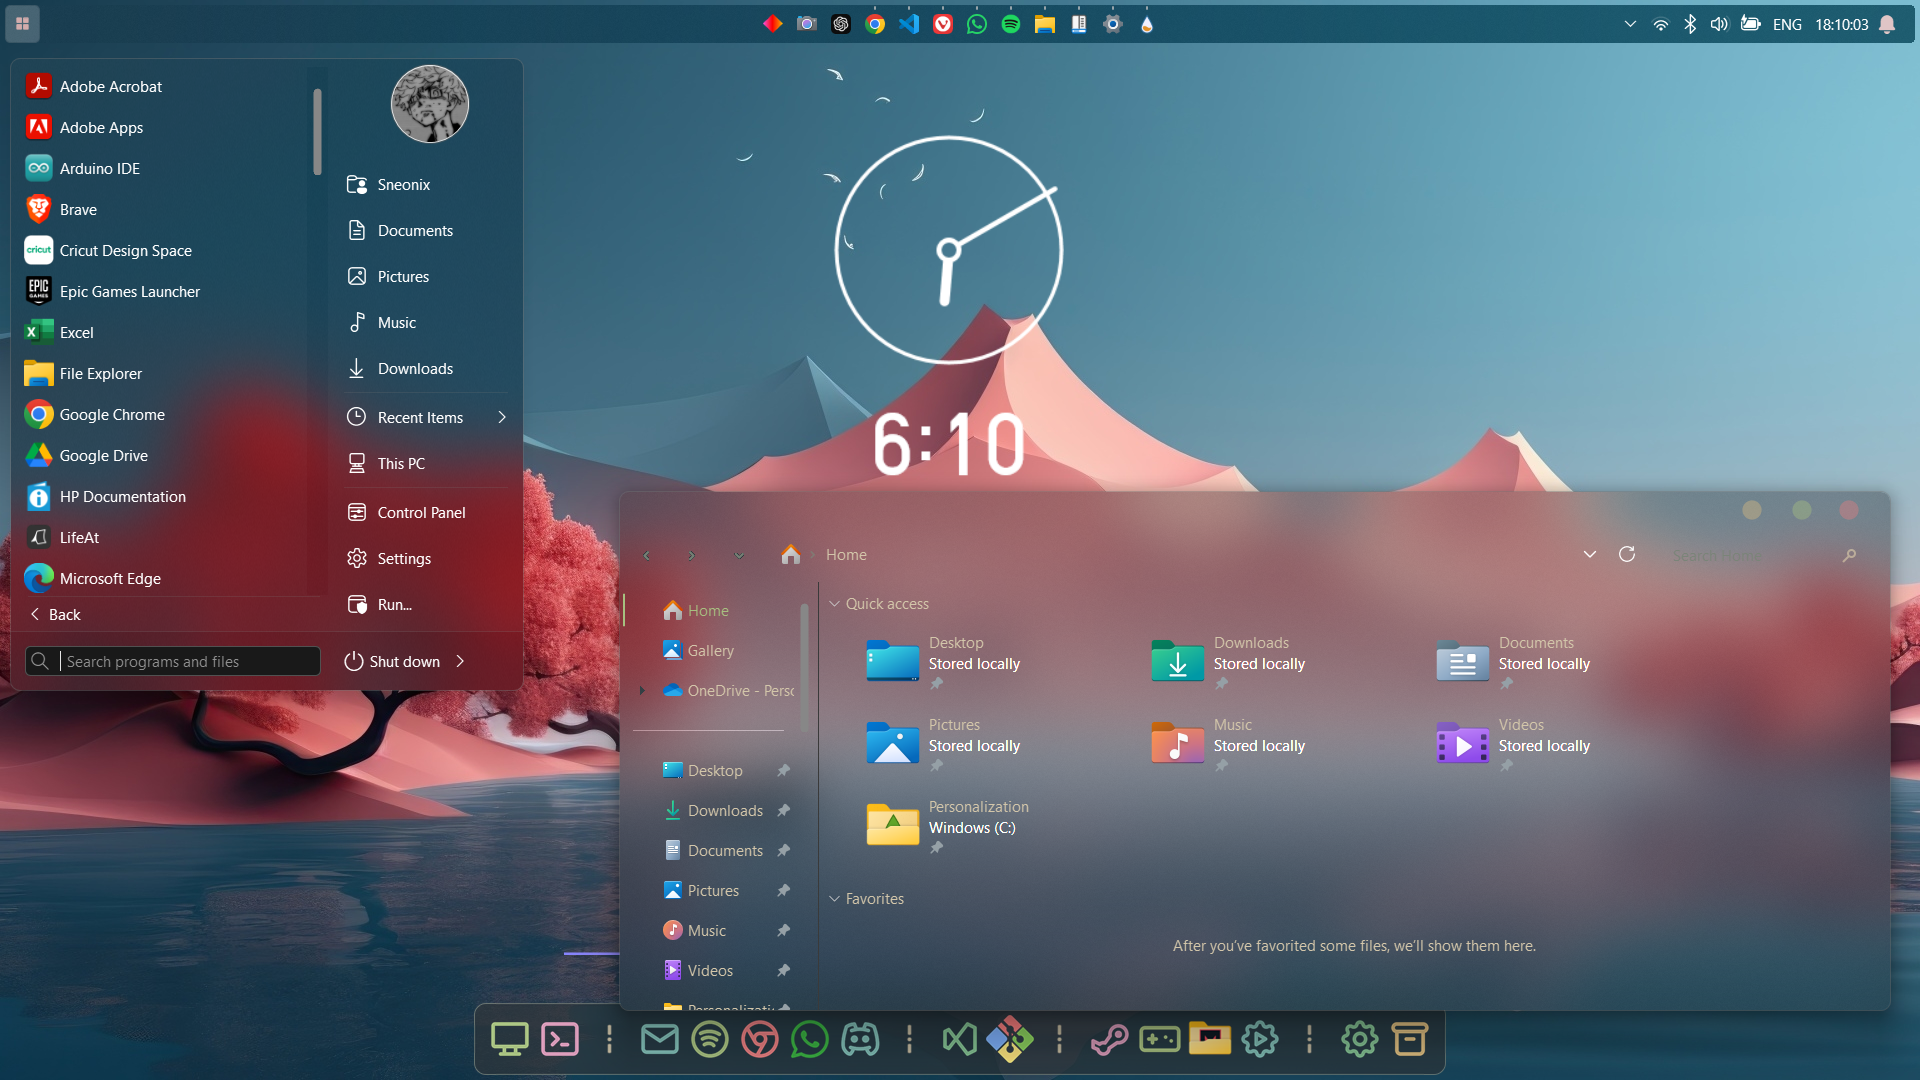 ENG
18:10:03
Adobe Acrobat
Adobe Apps
Arduino IDE
Brave
cricut
Cricut Design Space
EPIC
GAMES
Epic Games Launcher
Excel
File Explorer
Google Chrome
Google Drive
HP Documentation
LifeAt
Microsoft Edge
Back
Search programs and files
Sneonix
Documents
Pictures
Music
Downloads
Recent Items
This PC
Control Panel
Settings
Run...
Shut down
6:10
Home
Search Home
Home
Gallery
OneDrive - Perso
Desktop
Downloads
Documents
Pictures
Music
Videos
Personalizati
Quick access
Desktop
Stored locally
Downloads
Stored locally
Documents
Stored locally
Pictures
Stored locally
Music
Stored locally
Videos
Stored locally
Personalization
Windows (C:)
Favorites
After you've favorited some files, we'll show them here.